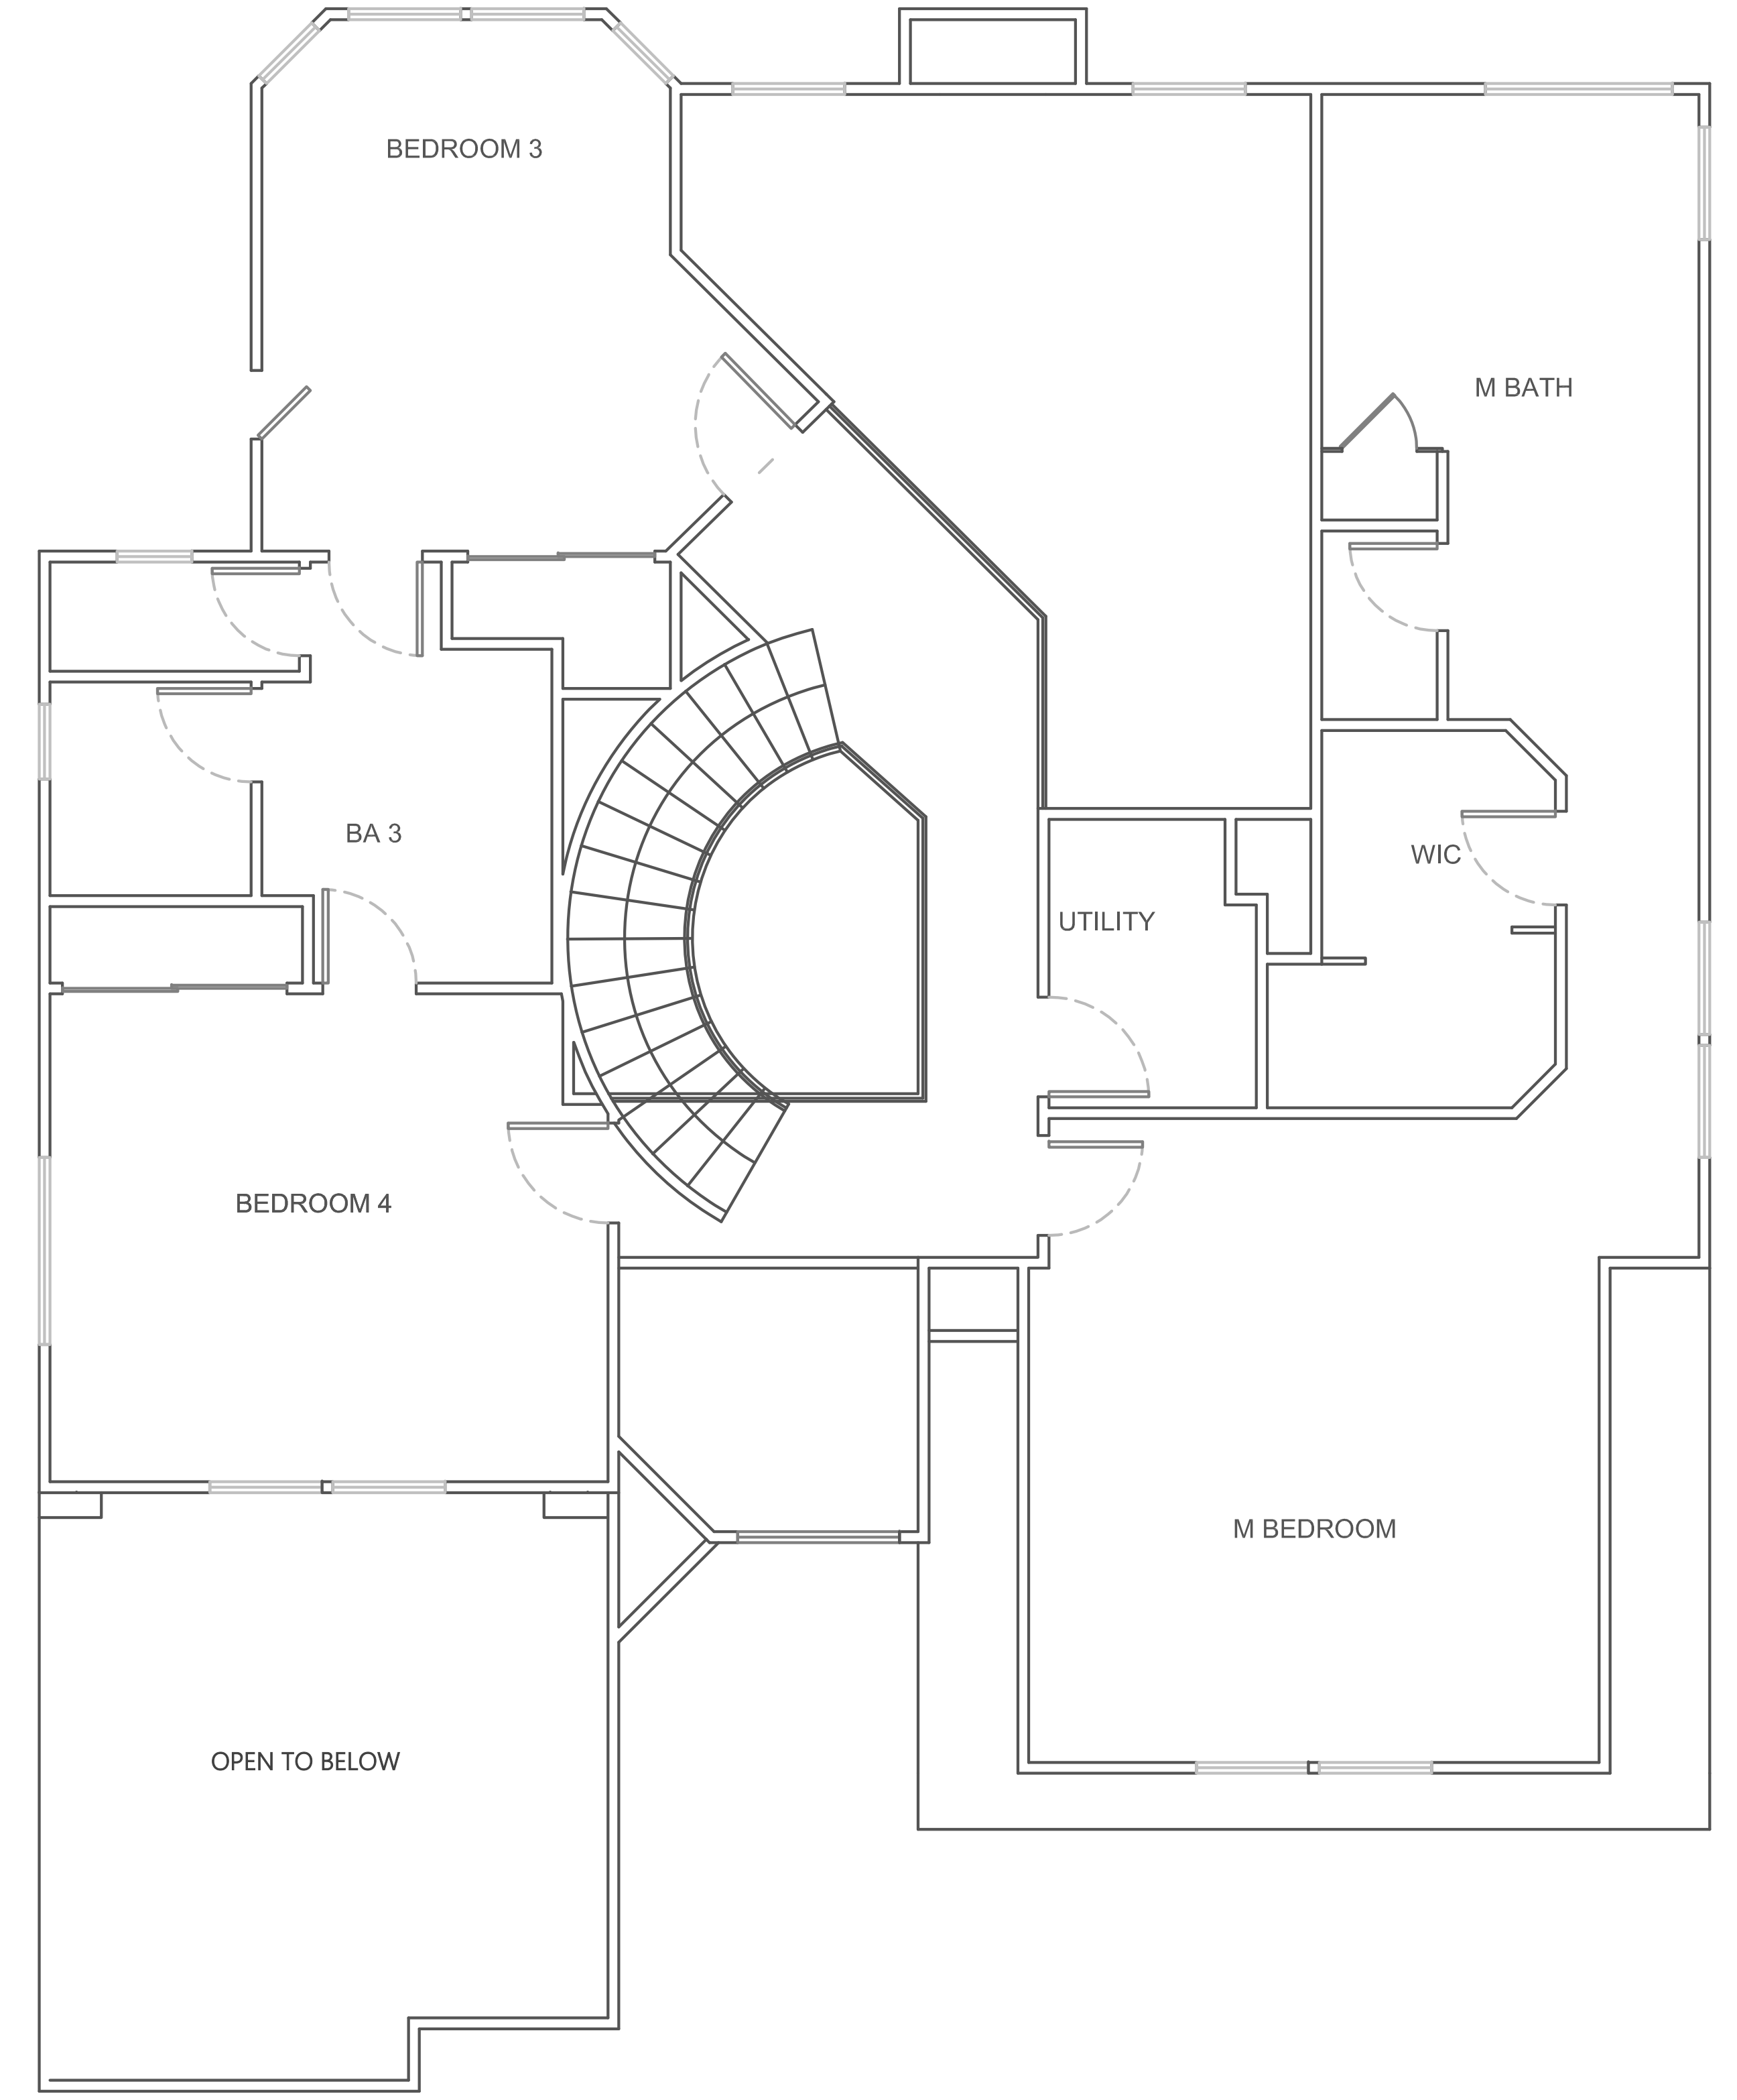 BEDROOM 3
M BATH
BA 3
WIC
UTILITY
BEDROOM 4
M BEDROOM
OPEN TO BELOW